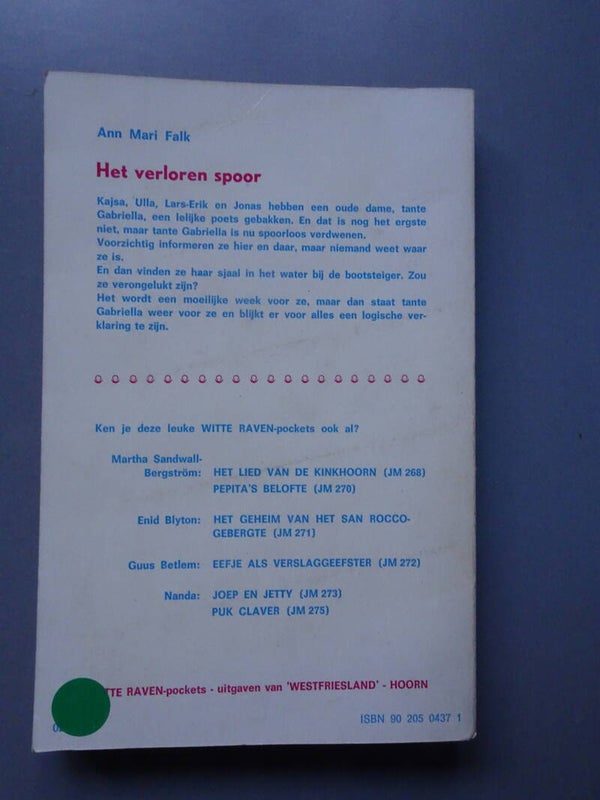 Ann Mari Falk
Het verloren spoor
Kajsa, Ulla, Lars-Erik en Jonas hebben een oude dame, tante
Gabriella, een lelijke poets gebakken. En dat is nog het ergste
niet, maar tante Gabriella is nu spoorloos verdwenen.
Voorzichtig informeren ze hier en daar, maar niemand weet waar
ze is.
En dan vinden ze haar sjaal in het water bij de bootsteiger. Zou
ze verongelukt zijn?
Het wordt een moeilijke week voor ze, maar dan staat tante
Gabriella weer voor ze en blijkt er voor alles een logische ver-
klaring te zijn.
Ken je deze leuke WITTE RAVEN-pockets ook al?
Martha Sandwall-
Bergström: HET LIED VAN DE KINKHOORN (JM 268)
PEPITA'S BELOFTE (JM 270)
Enid Blyton: HET GEHEIM VAN HET SAN ROCCO-
GEBERGTE (JM 271)
Guus Betlem: EEFJE ALS VERSLAGGEEFSTER (JM 272)
Nanda: JOEP EN JETTY (JM 273)
PUK CLAVER (JM 275)
RAVEN-pockets - uitgaven van 'WESTFRIESLAND' - HOORN
ISBN 90 205 0437 1